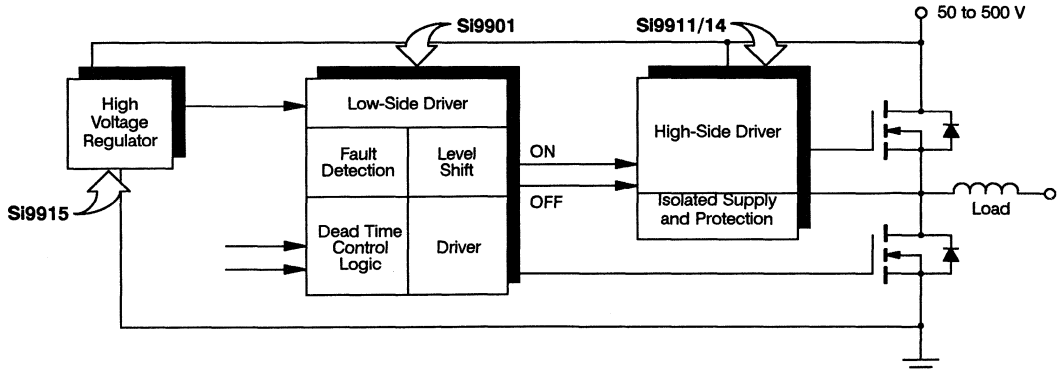 Si9901
Si9911/14
50 to 500 V
High
Voltage
Regulator
Low-Side Driver
Fault
Detection
Level
Shift
Dead Time
Control
Logic
Driver
ON
OFF
High-Side Driver
Isolated Supply
and Protection
Load
Si9915